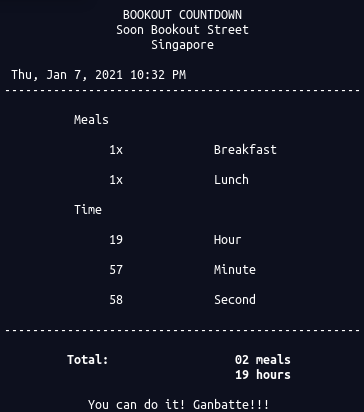 BOOKOUT COUNTDOWN
Soon Bookout Street
Singapore
Thu, Jan 7, 2021 10:32 PM
-----------------------------------------------
Meals
1x Breakfast
1x Lunch
Time
19 Hour
57 Minute
58 Second
-----------------------------------------------
Total: 02 meals
19 hours
You can do it! Ganbatte!!!